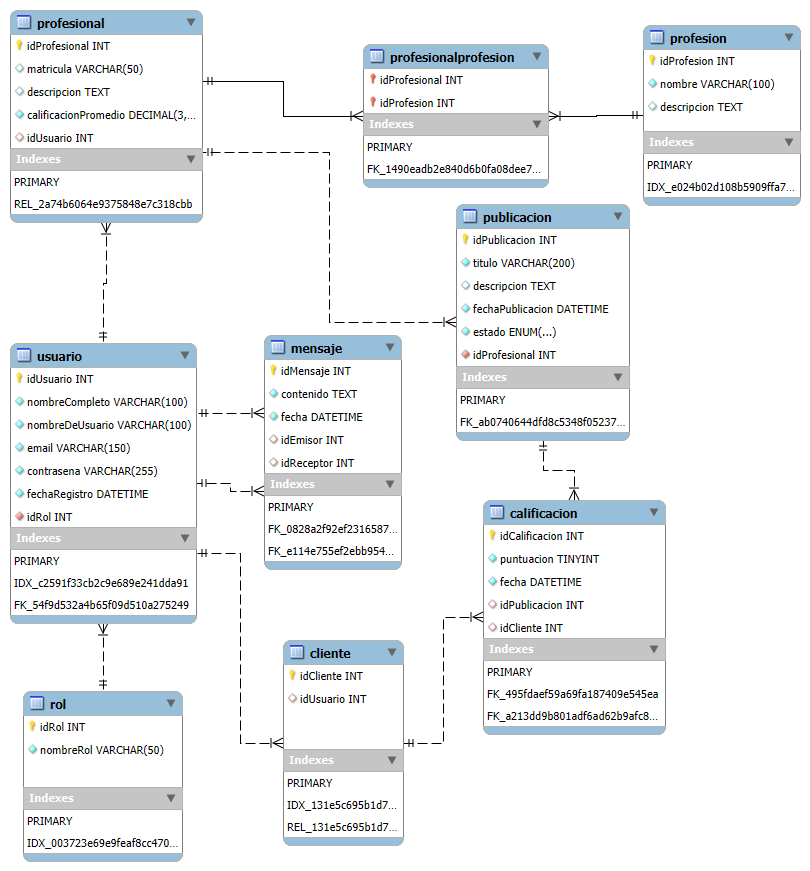 profesional
idProfesional INT
matricula VARCHAR(50)
descripcion TEXT
calificacionPromedio DECIMAL(3,...
idUsuario INT
Indexes
PRIMARY
REL_2a74b6064e9375848e7c318cbb
profesionalprofesion
idProfesional INT
idProfesion INT
Indexes
PRIMARY
FK_1490eadb2e840d6b0fa08dee7...
profesion
idProfesion INT
nombre VARCHAR(100)
descripcion TEXT
Indexes
PRIMARY
IDX_e024b02d108b5909ffa7...
publicacion
idPublicacion INT
titulo VARCHAR(200)
descripcion TEXT
fechaPublicacion DATETIME
estado ENUM(...)
idProfesional INT
Indexes
PRIMARY
FK_ab0740644dfd8c5348f05237...
usuario
idUsuario INT
nombreCompleto VARCHAR(100)
nombreDeUsuario VARCHAR(100)
email VARCHAR(150)
contrasena VARCHAR(255)
fechaRegistro DATETIME
idRol INT
Indexes
PRIMARY
IDX_c2591f33cb2c9e689e241dda91
FK_54f9d532a4b65f09d510a275249
mensaje
idMensaje INT
contenido TEXT
fecha DATETIME
idEmisor INT
idReceptor INT
Indexes
PRIMARY
FK_0828a2f92ef2316587...
FK_e114e755ef2ebb954...
calificacion
idCalificacion INT
puntuacion TINYINT
fecha DATETIME
idPublicacion INT
idCliente INT
Indexes
PRIMARY
FK_495fdaef59a69fa187409e545ea
FK_a213dd9b801adf6ad62b9afc8...
cliente
idCliente INT
idUsuario INT
Indexes
PRIMARY
IDX_131e5c695b1d7...
REL_131e5c695b1d7...
rol
idRol INT
nombreRol VARCHAR(50)
Indexes
PRIMARY
IDX_003723e69e9feaf8cc470...